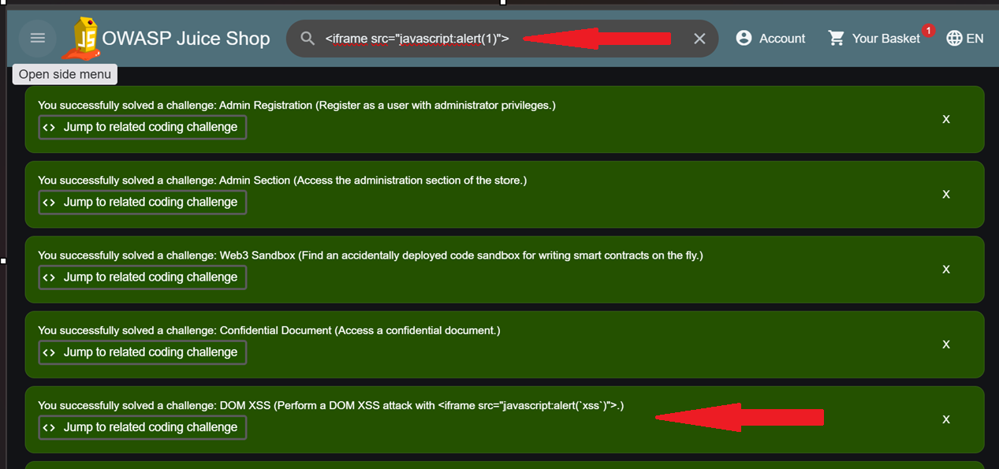 OWASP Juice Shop <iframe src="javascript:alert(1)"> Account Your Basket 1 EN
Open side menu
You successfully solved a challenge: Admin Registration (Register as a user with administrator privileges.)
<> Jump to related coding challenge
X
You successfully solved a challenge: Admin Section (Access the administration section of the store.)
<> Jump to related coding challenge
X
You successfully solved a challenge: Web3 Sandbox (Find an accidentally deployed code sandbox for writing smart contracts on the fly.)
<> Jump to related coding challenge
X
You successfully solved a challenge: Confidential Document (Access a confidential document.)
<> Jump to related coding challenge
X
You successfully solved a challenge: DOM XSS (Perform a DOM XSS attack with <iframe src="javascript:alert(`xss`)">.)
<> Jump to related coding challenge
X